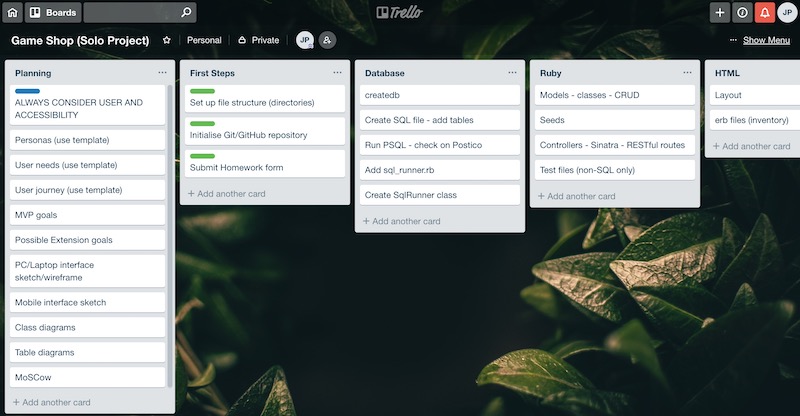 Boards
Trello
JP
Game Shop (Solo Project)
Personal
Private
JP
... Show Menu
Planning
ALWAYS CONSIDER USER AND
ACCESSIBILITY
Personas (use template)
User needs (use template)
User journey (use template)
MVP goals
Possible Extension goals
PC/Laptop interface
sketch/wireframe
Mobile interface sketch
Class diagrams
Table diagrams
MoSCow
+ Add another card
First Steps
Set up file structure (directories)
Initialise Git/GitHub repository
Submit Homework form
+ Add another card
Database
createdb
Create SQL file - add tables
Run PSQL - check on Postico
Add sql_runner.rb
Create SqlRunner class
+ Add another card
Ruby
Models - classes - CRUD
Seeds
Controllers - Sinatra - RESTful routes
Test files (non-SQL only)
+ Add another card
HTML
Layout
erb files (inventory)
+ Add another card